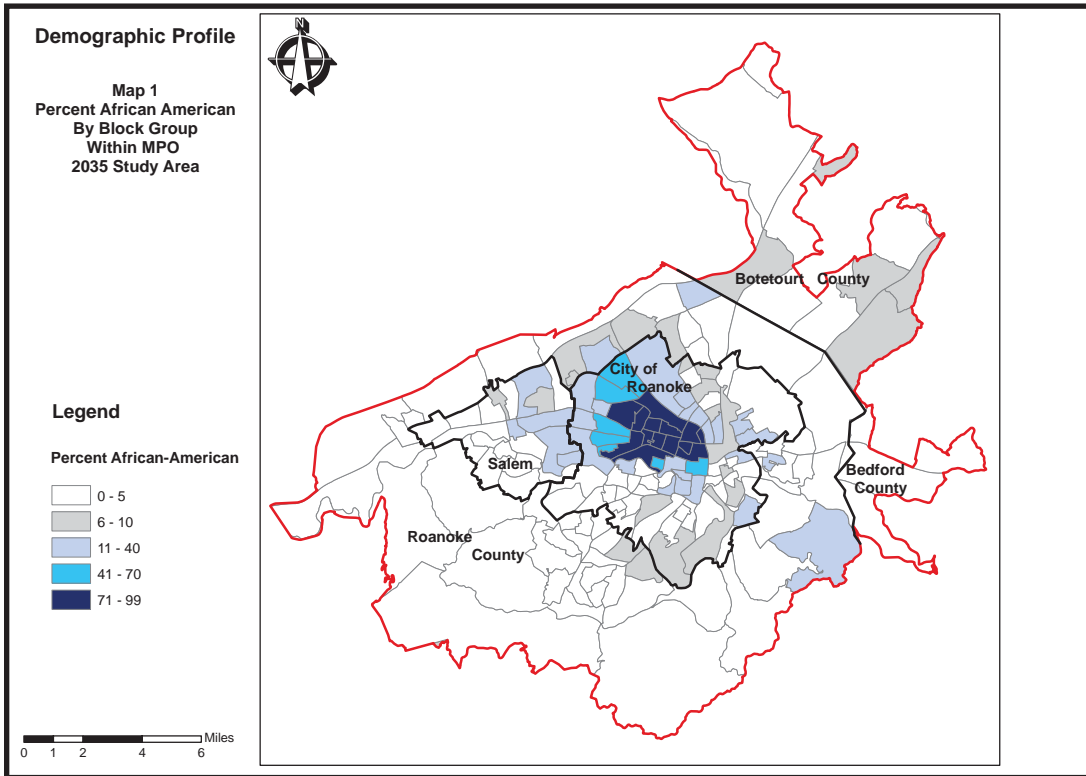 Demographic Profile
Map 1
Percent African American
By Block Group
Within MPO
2035 Study Area
N
Botetourt County
City of
Roanoke
Salem
Bedford
County
Roanoke
County
Legend
Percent African-American
0 - 5
6 - 10
11 - 40
41 - 70
71 - 99
Miles
0 1 2 4 6